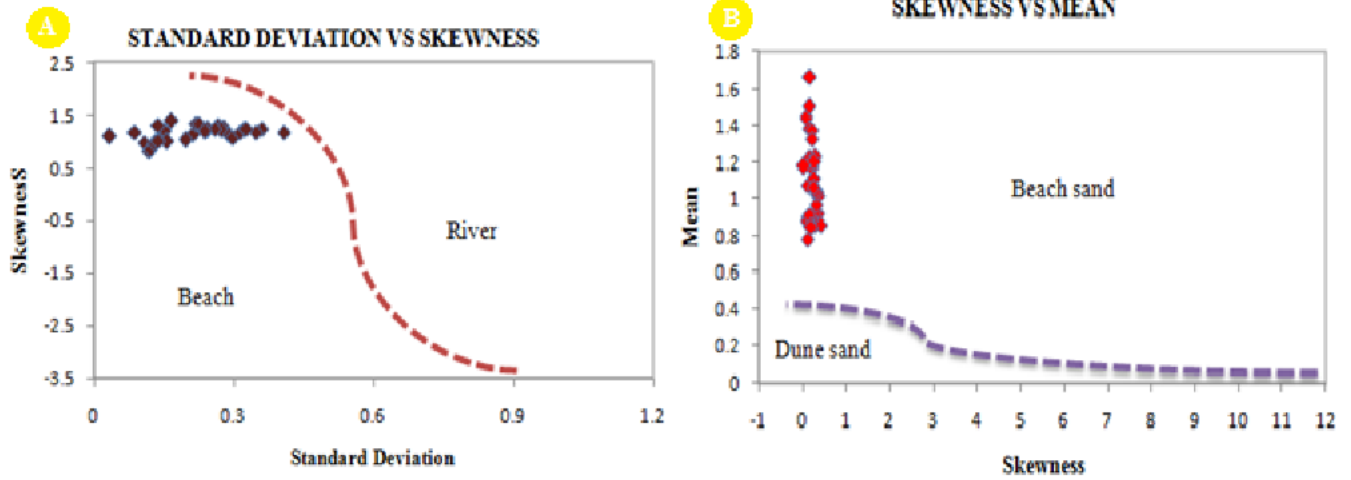 A
STANDARD DEVIATION VS SKEWNESS
2.5
1.5
0.5
-0.5
-1.5
-2.5
-3.5
SkewnesS
River
Beach
0 0.3 0.6 0.9 1.2
Standard Deviation
B
SKEWNESS VS MEAN
1.8
1.6
1.4
1.2
1
0.8
0.6
0.4
0.2
0
Mean
Beach sand
Dune sand
-1 0 1 2 3 4 5 6 7 8 9 10 11 12
Skewness